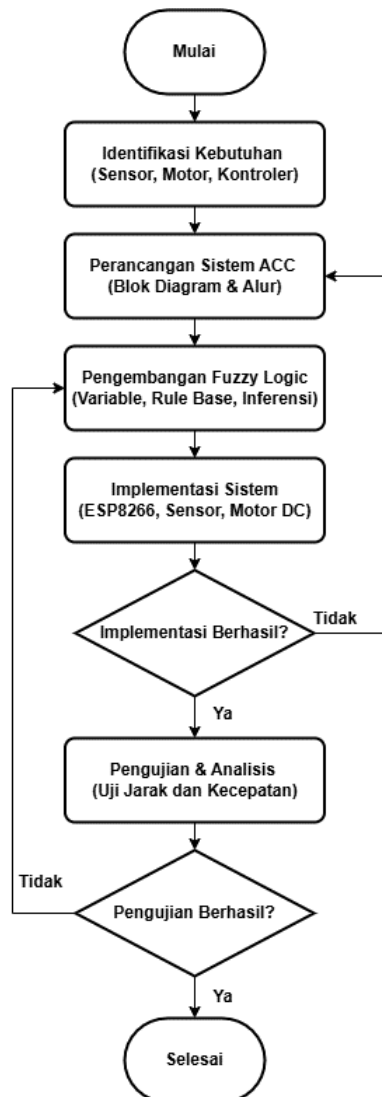 Mulai
Identifikasi Kebutuhan
(Sensor, Motor, Kontroler)
Perancangan Sistem ACC
(Blok Diagram & Alur)
Pengembangan Fuzzy Logic
(Variable, Rule Base, Inferensi)
Implementasi Sistem
(ESP8266, Sensor, Motor DC)
Implementasi Berhasil?
Tidak
Ya
Pengujian & Analisis
(Uji Jarak dan Kecepatan)
Tidak
Pengujian Berhasil?
Ya
Selesai